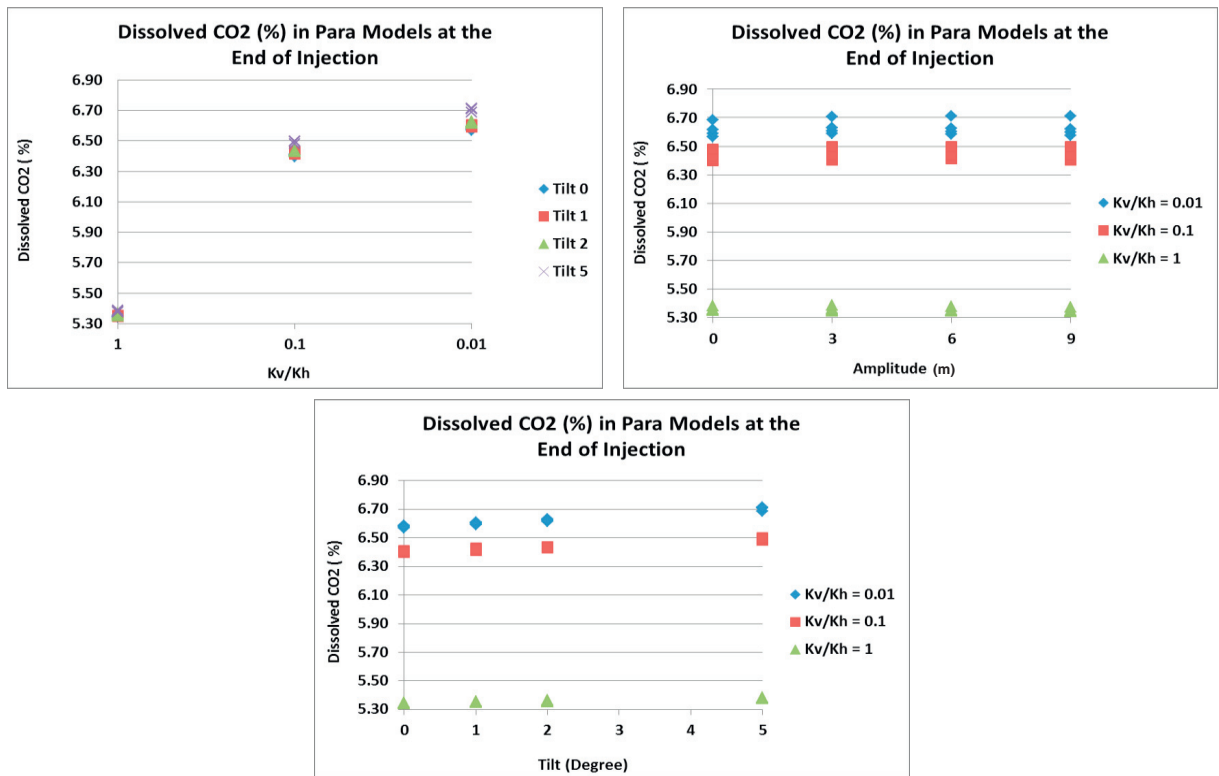 Dissolved CO2 (%) in Para Models at the
End of Injection
Dissolved CO2 ( %)
6.90
6.70
6.50
6.30
6.10
5.90
5.70
5.50
5.30
1
0.1
0.01
Kv/Kh
Tilt 0
Tilt 1
Tilt 2
Tilt 5
Dissolved CO2 (%) in Para Models at the
End of Injection
Dissolved CO2 ( %)
6.90
6.70
6.50
6.30
6.10
5.90
5.70
5.50
5.30
0
3
6
9
Amplitude (m)
Kv/Kh = 0.01
Kv/Kh = 0.1
Kv/Kh = 1
Dissolved CO2 (%) in Para Models at the
End of Injection
Dissolved CO2 ( %)
6.90
6.70
6.50
6.30
6.10
5.90
5.70
5.50
5.30
0
1
2
3
4
5
Tilt (Degree)
Kv/Kh = 0.01
Kv/Kh = 0.1
Kv/Kh = 1